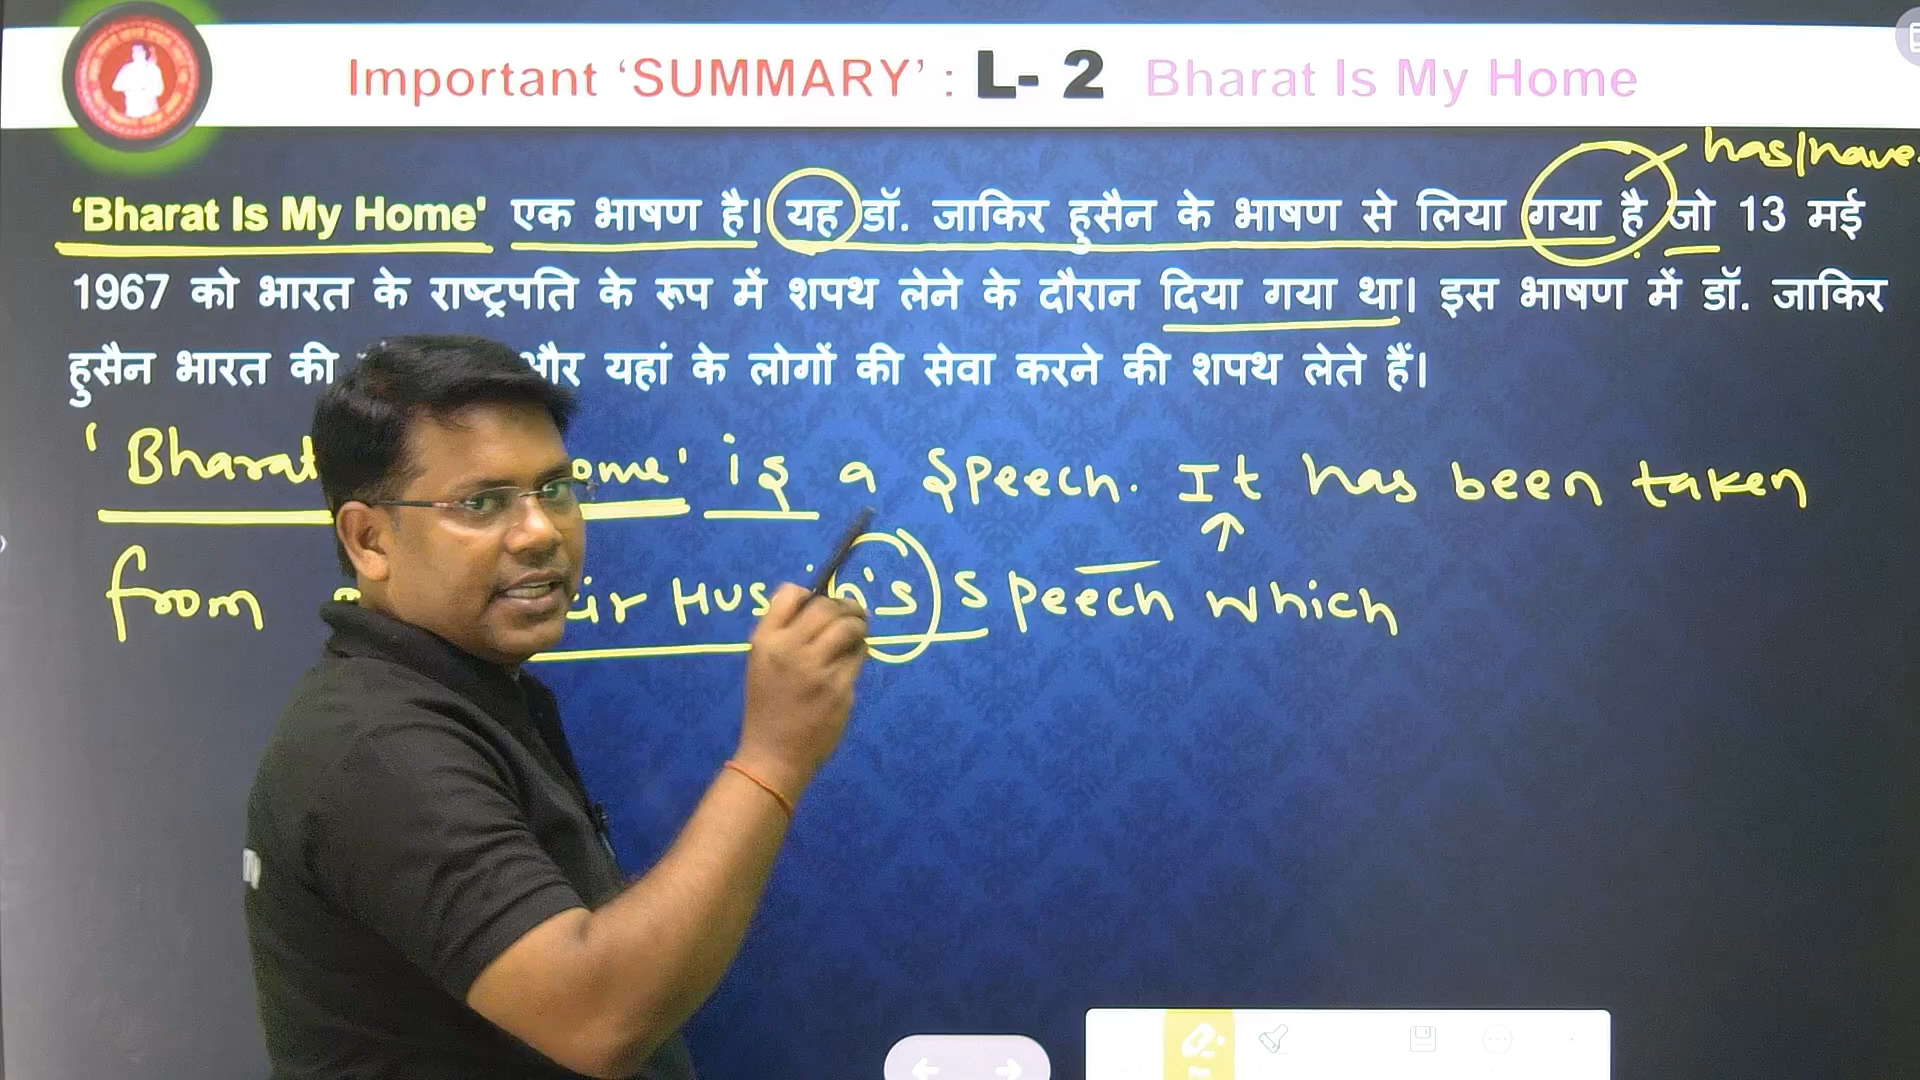 Important ‘SUMMARY’ : L- 2 Bharat Is My Home
has/have
‘Bharat Is My Home' एक भाषण है। यह डॉ. जाकिर हुसैन के भाषण से लिया गया है जो 13 मई
1967 को भारत के राष्ट्रपति के रूप में शपथ लेने के दौरान दिया गया था। इस भाषण में डॉ. जाकिर
हुसैन भारत की और यहां के लोगों की सेवा करने की शपथ लेते हैं।
‘Bharat ome' is a speech. It has been taken
from ir Hus n's speech which